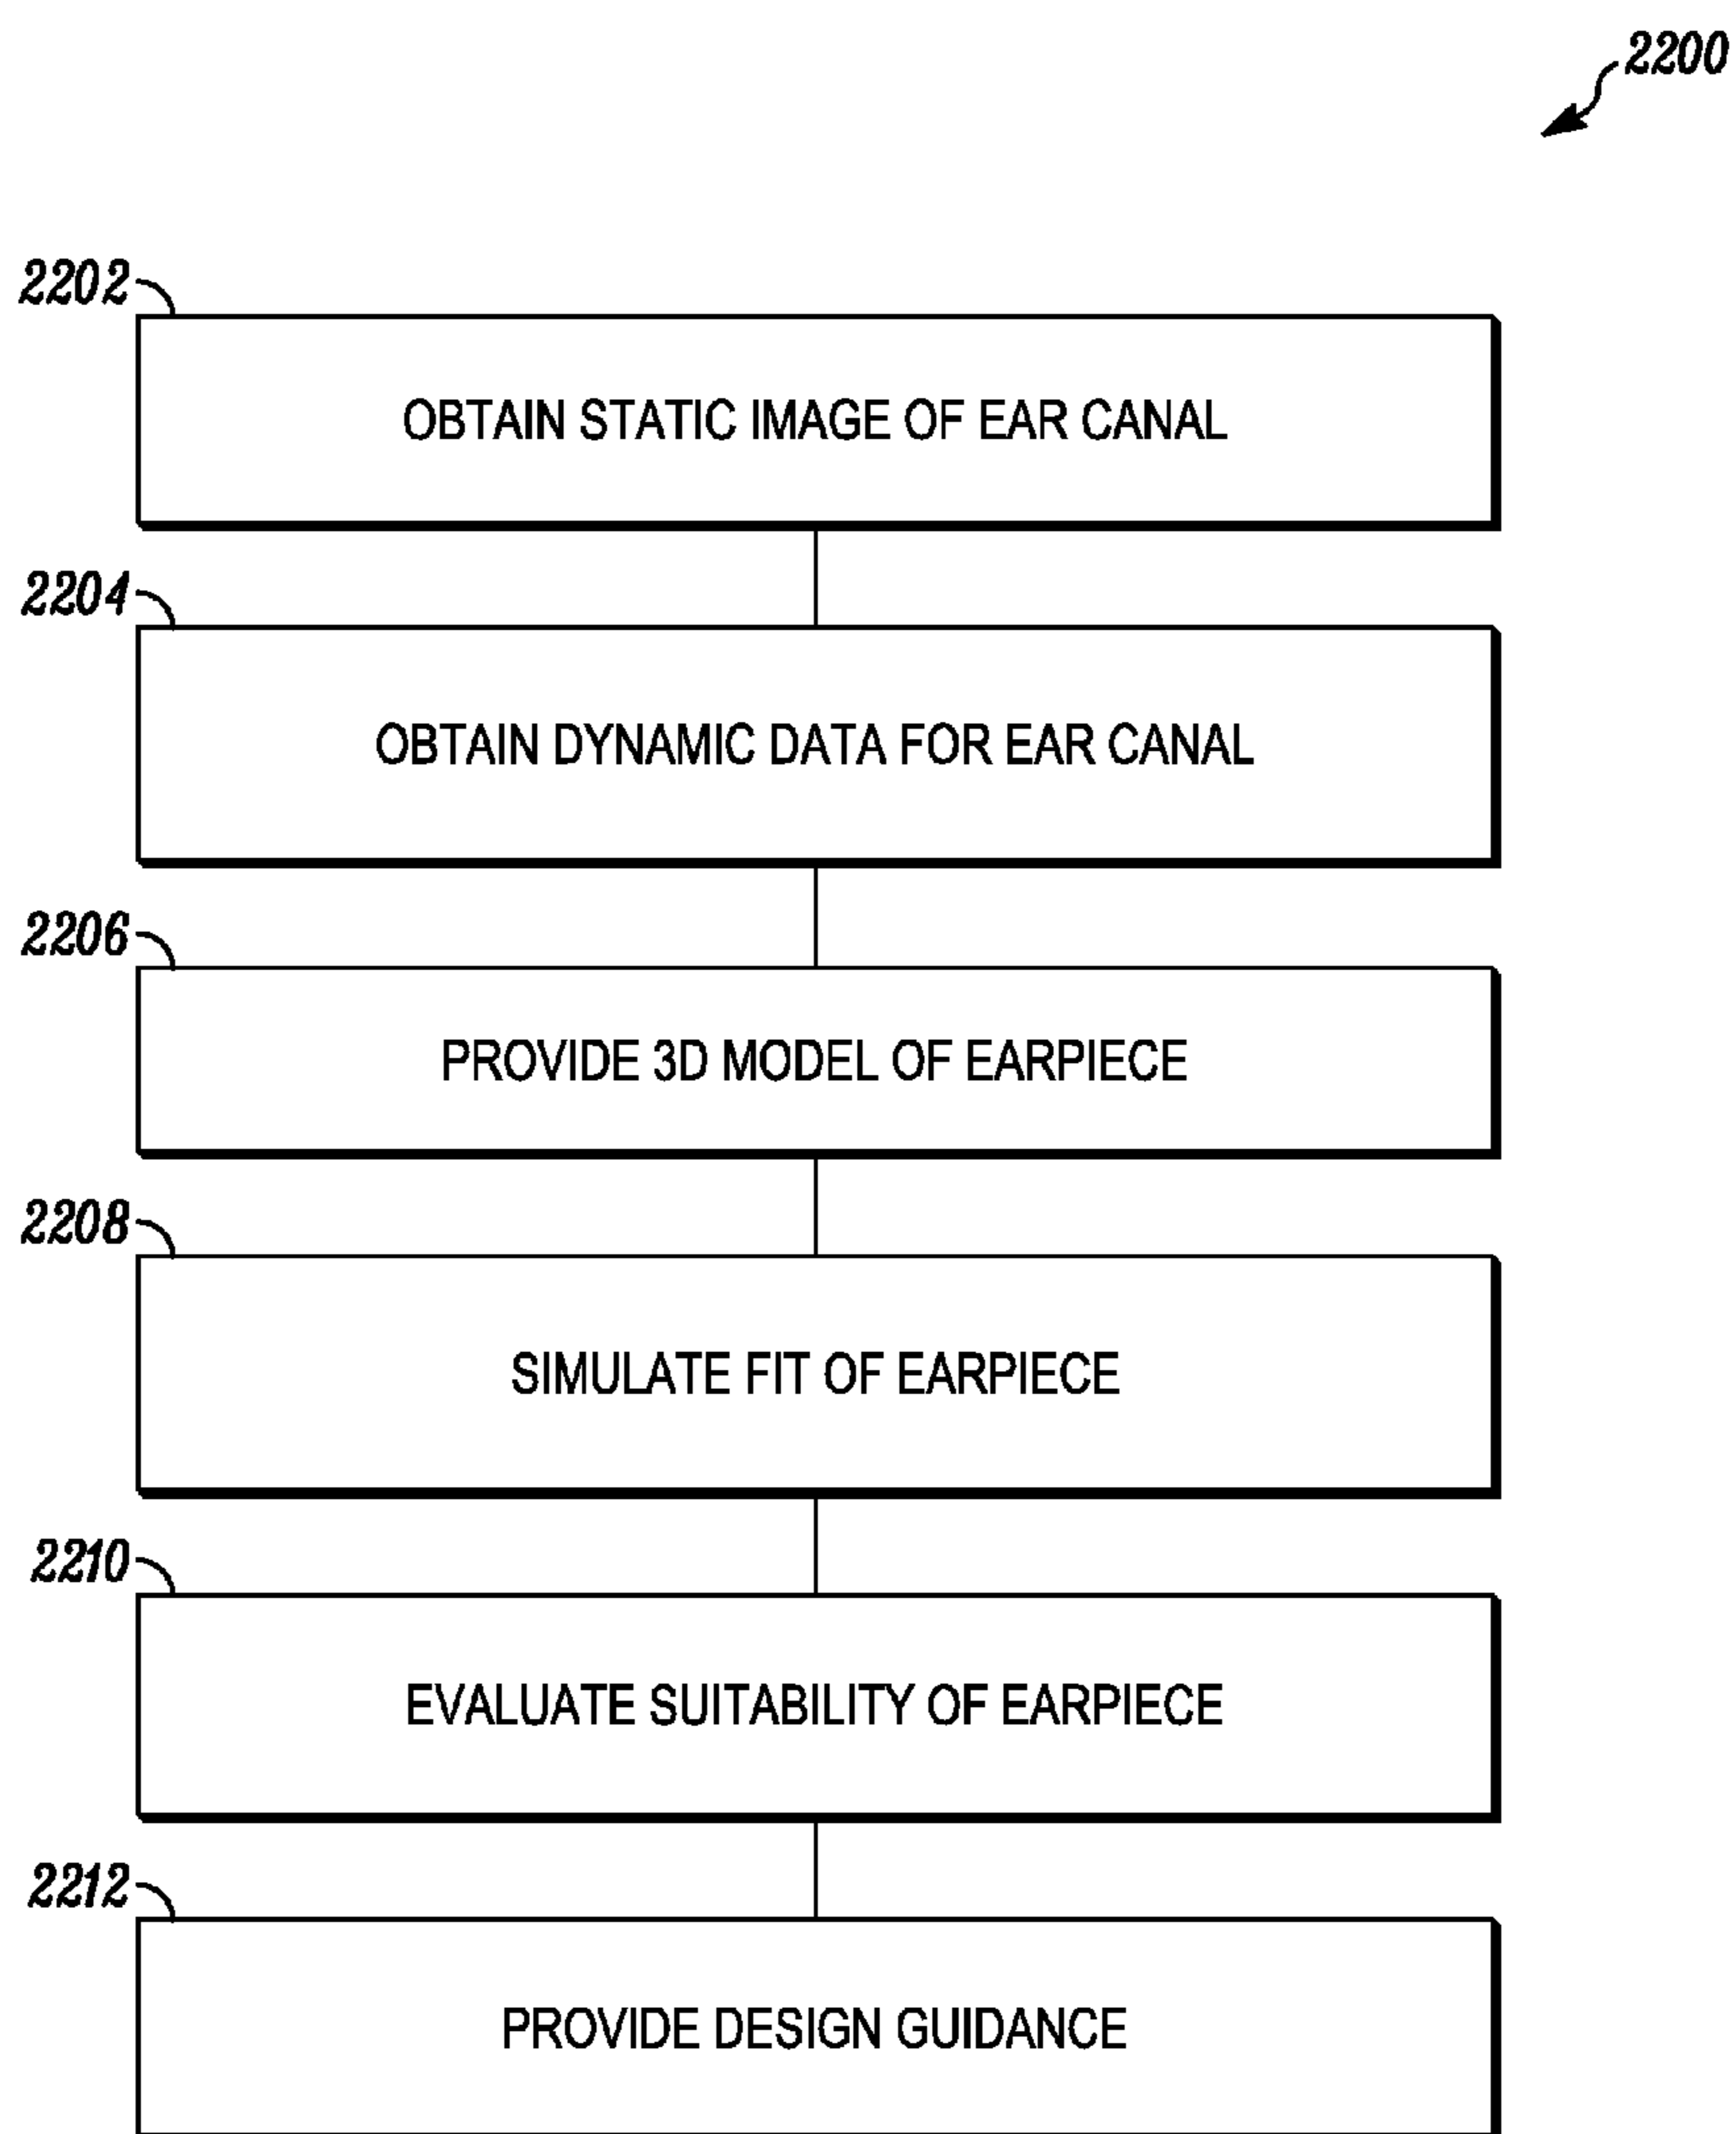 2200
2202
OBTAIN STATIC IMAGE OF EAR CANAL
2204
OBTAIN DYNAMIC DATA FOR EAR CANAL
2206
PROVIDE 3D MODEL OF EARPIECE
2208
SIMULATE FIT OF EARPIECE
2210
EVALUATE SUITABILITY OF EARPIECE
2212
PROVIDE DESIGN GUIDANCE